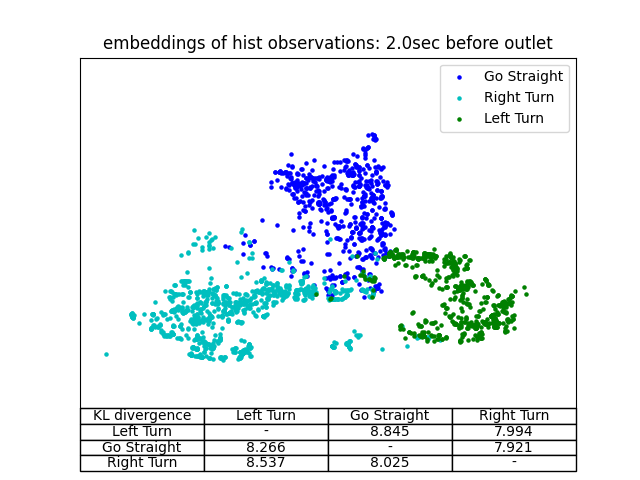 embeddings of hist observations: 2.0sec before outlet
Go Straight
Right Turn
Left Turn
KL divergence Left Turn Go Straight Right Turn
Left Turn - 8.845 7.994
Go Straight 8.266 - 7.921
Right Turn 8.537 8.025 -